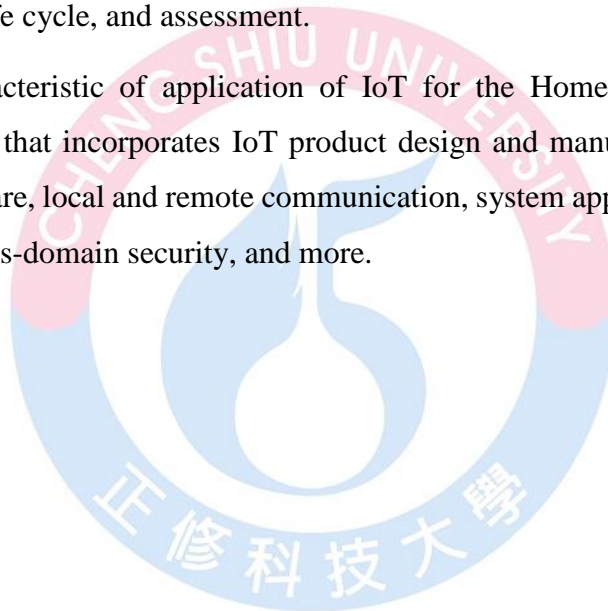 fe cycle, and assessment.
acteristic of application of IoT for the Home
that incorporates IoT product design and manu
are, local and remote communication, system app
s-domain security, and more.
CHENG SHIU UNIVERSITY
正修科技大學